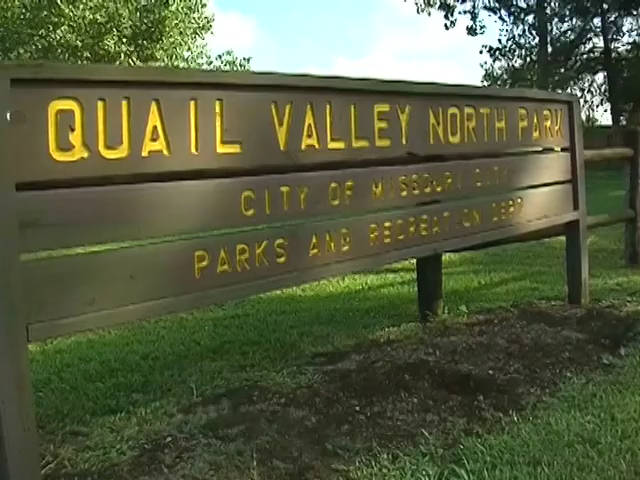 QUAIL VALLEY NORTH PARK
CITY OF MISSOURI CITY
PARKS AND RECREATION DEPT